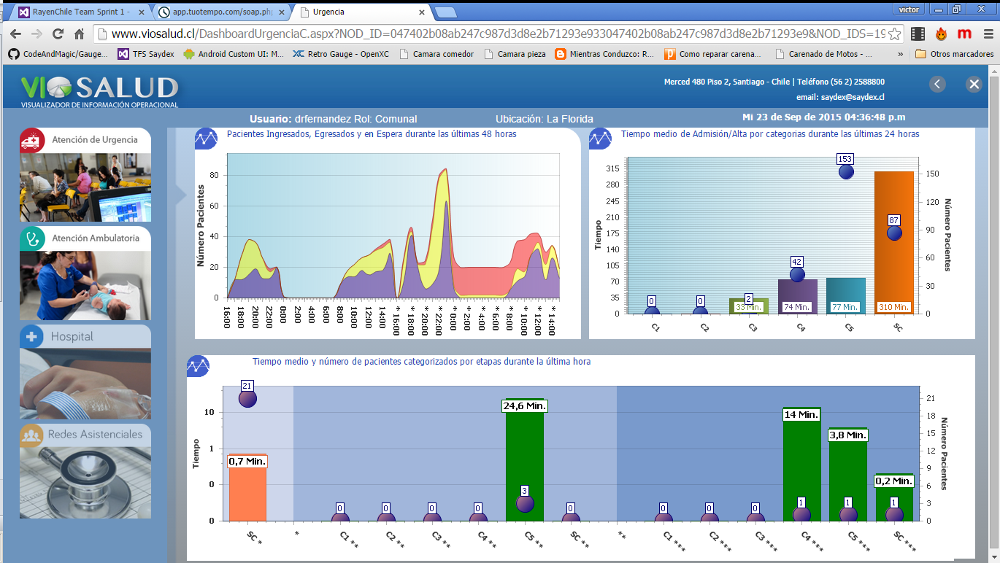 RayenChile Team Sprint 1 -
app.tuotempo.com/soap.ph
Urgencia
victor
www.viosalud.cl/DashboardUrgenciaC.aspx?NOD_ID=047402b08ab247c987d3d8e2b71293e933047402b08ab247c987d3d8e2b71293e9&NOD_IDS=19
CodeAndMagic/Gauge...
TFS Saydex
Android Custom UI: M...
Retro Gauge - OpenXC
Camara comedor
Camara pieza
Mientras Conduzco: R...
Como reparar carena...
Carenado de Motos - ...
»
Otros marcadores
VIOSALUD
VISUALIZADOR DE INFORMACIÓN OPERACIONAL
Merced 480 Piso 2, Santiago - Chile | Teléfono (56 2) 2588800
email: saydex@saydex.cl
Usuario: drfernandez Rol: Comunal
Ubicación: La Florida
Mi 23 de Sep de 2015 04:36:48 p.m
Atención de Urgencia
Atención Ambulatoria
Hospital
Redes Asistenciales
Pacientes Ingresados, Egresados y en Espera durante las últimas 48 horas
Número Pacientes
80
60
40
20
0
16:00
18:00
20:00
22:00
0:00
2:00
4:00
6:00
8:00
10:00
12:00
14:00
* 16:00
* 18:00
* 20:00
* 22:00
* 0:00
* 2:00
* 4:00
* 6:00
* 8:00
* 10:00
* 12:00
* 14:00
Tiempo medio de Admisión/Alta por categorias durante las últimas 24 horas
Tiempo
315
280
245
210
175
140
105
70
35
0
0
0
2
42
153
87
33 Min.
74 Min.
77 Min.
310 Min.
C1
C2
C3
C4
C5
SC
150
120
90
60
30
0
Número Pacientes
Tiempo medio y número de pacientes categorizados por etapas durante la última hora
Tiempo
10
1
0
0
21
0,7 Min.
0
0
0
0
24,6 Min.
3
0
0
0
0
14 Min.
1
3,8 Min.
1
0,2 Min.
1
SC *
*
C1 **
C2 **
C3 **
C4 **
C5 **
SC **
**
C1 ***
C2 ***
C3 ***
C4 ***
C5 ***
SC ***
21
18
15
12
9
6
3
0
Número Pacientes